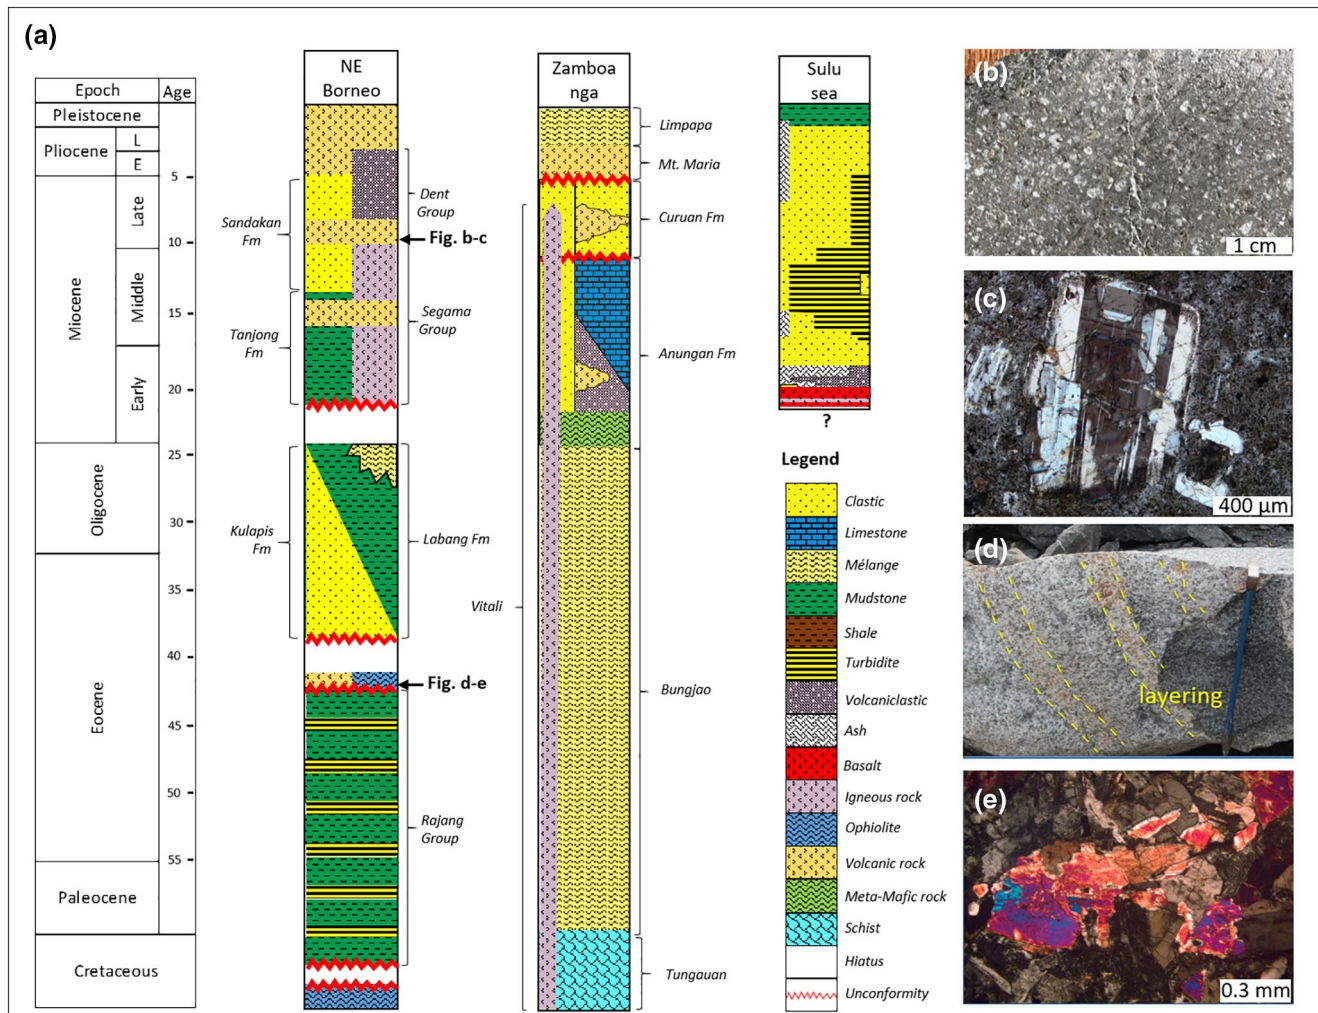 (a)
Epoch
Age
Pleistocene
Pliocene
L
E
Miocene
Late
Middle
Early
Oligocene
Eocene
Paleocene
Cretaceous
5
10
15
20
25
30
35
40
45
50
55
NE
Borneo
Sandakan
Fm
Tanjong
Fm
Kulapis
Fm
Dent
Group
Fig. b-c
Segama
Group
Labang Fm
Fig. d-e
Rajang
Group
Zamboa
nga
Vitali
Limpapa
Mt. Maria
Curuan Fm
Anungan Fm
Bungjao
Tungauan
Sulu
sea
?
Legend
Clastic
Limestone
Mélange
Mudstone
Shale
Turbidite
Volcaniclastic
Ash
Basalt
Igneous rock
Ophiolite
Volcanic rock
Meta-Mafic rock
Schist
Hiatus
Unconformity
(b)
1 cm
(c)
400 µm
(d)
layering
(e)
0.3 mm